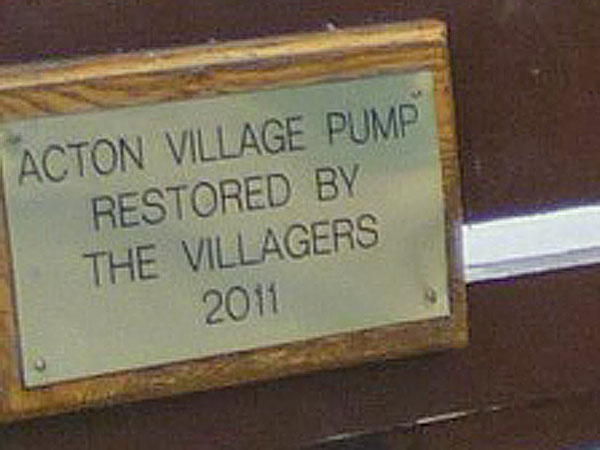 ACTON VILLAGE PUMP
RESTORED BY
THE VILLAGERS
2011